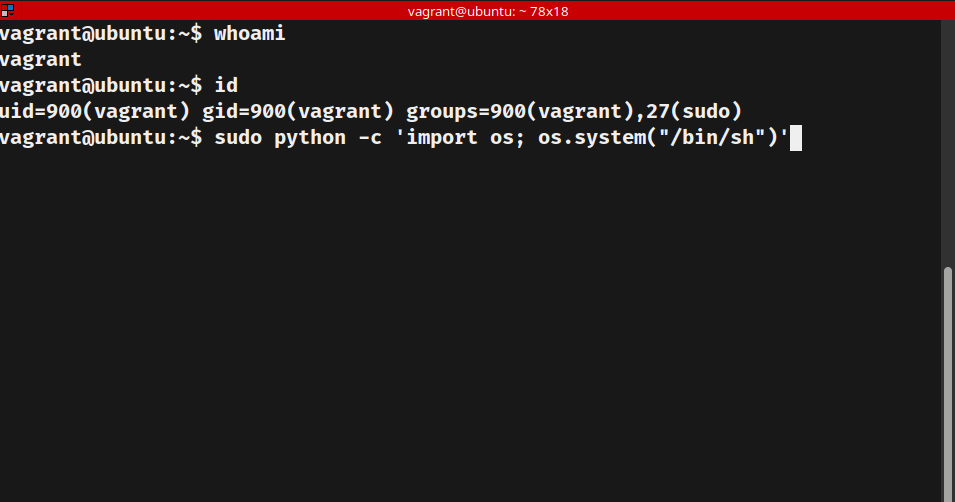 vagrant@ubuntu: ~ 78x18
vagrant@ubuntu:~$ whoami
vagrant
vagrant@ubuntu:~$ id
uid=900(vagrant) gid=900(vagrant) groups=900(vagrant),27(sudo)
vagrant@ubuntu:~$ sudo python -c 'import os; os.system("/bin/sh")'